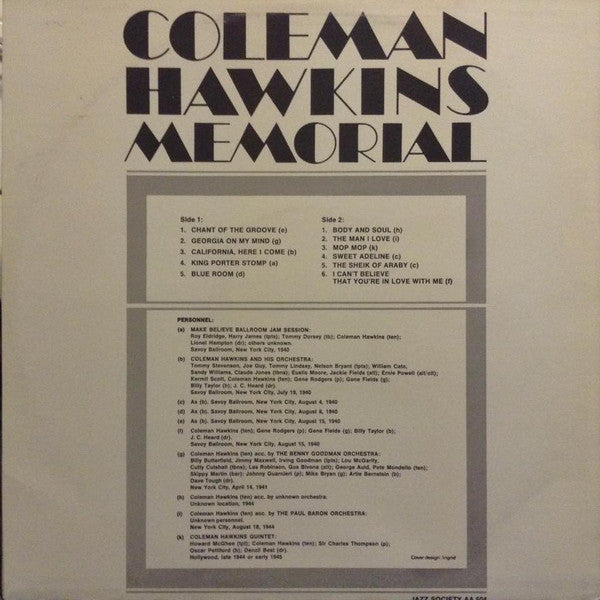 COLEMAN
HAWKINS
MEMORIAL
Side 1:
1. CHANT OF THE GROOVE (e)
2. GEORGIA ON MY MIND (g)
3. CALIFORNIA, HERE I COME (b)
4. KING PORTER STOMP (a)
5. BLUE ROOM (d)
Side 2:
1. BODY AND SOUL (h)
2. THE MAN I LOVE (i)
3. MOP MOP (k)
4. SWEET ADELINE (c)
5. THE SHEIK OF ARABY (c)
6. I CAN'T BELIEVE
THAT YOU'RE IN LOVE WITH ME (f)
PERSONNEL:
(a) MAKE BELIEVE BALLROOM JAM SESSION:
Roy Eldridge, Harry James (tpts); Tommy Dorsey (tb); Coleman Hawkins (ten);
Lionel Hampton (dr); others unknown.
Savoy Ballroom, New York City, 1940
(b) COLEMAN HAWKINS AND HIS ORCHESTRA:
Tommy Stevenson, Joe Guy, Tommy Lindsay, Nelson Bryant (tpts); William Cato,
Sandy Williams, Claude Jones (tbns); Eustis Moore, Jackie Fields (alt); Ernie Powell (alt/clt);
Kermit Scott, Coleman Hawkins (ten); Gene Rodgers (p); Gene Fields (g);
Billy Taylor (b); J. C. Heard (dr).
Savoy Ballroom, New York City, July 19, 1940
(c) As (b). Savoy Ballroom, New York City, August 4, 1940
(d) As (b). Savoy Ballroom, New York City, August 8, 1940
(e) As (b). Savoy Ballroom, New York City, August 15, 1940
(f) Coleman Hawkins (ten); Gene Rodgers (p); Gene Fields (g); Billy Taylor (b);
J. C. Heard (dr).
Savoy Ballroom, New York City, August 15, 1940
(g) Coleman Hawkins (ten) acc. by THE BENNY GOODMAN ORCHESTRA:
Billy Butterfield, Jimmy Maxwell, Irving Goodman (tpts); Lou McGarity,
Cutty Cutshall (tbns); Les Robinson, Gus Bivona (alt); George Auld, Pete Mondello (ten);
Skippy Martin (bar); Johnny Guarnieri (p); Mike Bryan (g); Artie Bernstein (b);
Dave Tough (dr).
New York City, April 14, 1941
(h) Coleman Hawkins (ten) acc. by unknown orchestra.
Unknown location, 1944
(i) Coleman Hawkins (ten) acc. by THE PAUL BARON ORCHESTRA:
Unknown personnel.
New York City, August 18, 1944
(k) COLEMAN HAWKINS QUINTET:
Howard McGhee (tpt); Coleman Hawkins (ten); Sir Charles Thompson (p);
Oscar Pettiford (b); Denzil Best (dr).
Hollywood, late 1944 or early 1945
Cover design: Ingrid
JAZZ SOCIETY AA 504